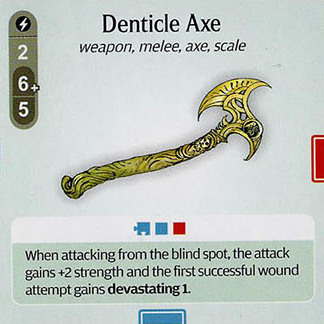 Denticle Axe
weapon, melee, axe, scale
2
6+
5
When attacking from the blind spot, the attack
gains +2 strength and the first successful wound
attempt gains devastating 1.